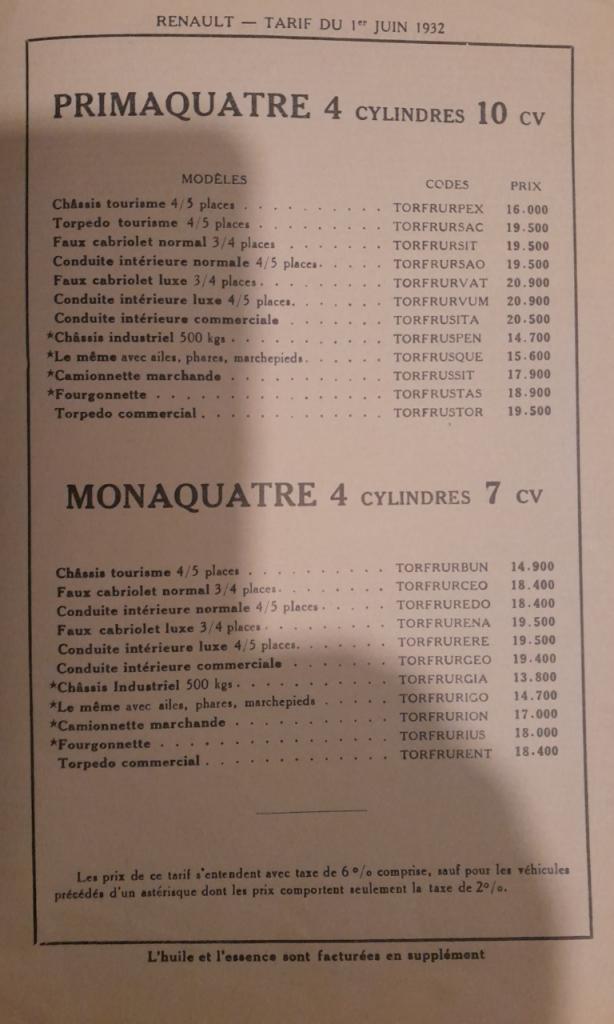 RENAULT — TARIF DU 1er JUIN 1932
PRIMAQUATRE 4 CYLINDRES 10 CV
MODÈLES CODES PRIX
Châssis tourisme 4/5 places . . . . . . . . . . TORFRURPEX 16.000
Torpedo tourisme 4/5 places . . . . . . . . . TORFRURSAC 19.500
Faux cabriolet normal 3/4 places . . . . . . . TORFRURSIT 19.500
Conduite intérieure normale 4/5 places. . . . . TORFRURSAO 19.500
Faux cabriolet luxe 3/4 places. . . . . . . . . TORFRURVAT 20.900
Conduite intérieure luxe 4/5 places. . . . . . . TORFRURVUM 20.900
Conduite intérieure commerciale . . . . . . . TORFRUSITA 20.500
*Châssis industriel 500 kgs . . . . . . . . . . . TORFRUSPEN 14.700
*Le même avec ailes, phares, marchepieds. . . . . . TORFRUSQUE 15.600
*Camionnette marchande . . . . . . . . . . . TORFRUSSIT 17.900
*Fourgonnette . . . . . . . . . . . . . . . TORFRUSTAS 18.900
Torpedo commercial . . . . . . . . . . . . . TORFRUSTOR 19.500
MONAQUATRE 4 CYLINDRES 7 CV
Châssis tourisme 4/5 places . . . . . . . . . . TORFRURBUN 14.900
Faux cabriolet normal 3/4 places. . . . . . . . TORFRURCEO 18.400
Conduite intérieure normale 4/5 places . . . . . TORFRUREDO 18.400
Faux cabriolet luxe 3/4 places. . . . . . . . . TORFRURENA 19.500
Conduite intérieure luxe 4/5 places. . . . . . . TORFRURERE 19.500
Conduite intérieure commerciale . . . . . . . TORFRURGEO 19.400
*Châssis Industriel 500 kgs . . . . . . . . . . . TORFRURGIA 13.800
*Le même avec ailes, phares, marchepieds . . . . . TORFRURIGO 14.700
*Camionnette marchande . . . . . . . . . . . TORFRURION 17.000
*Fourgonnette . . . . . . . . . . . . . . . TORFRURIUS 18.000
Torpedo commercial . . . . . . . . . . . . . TORFRURENT 18.400
Les prix de ce tarif s'entendent avec taxe de 6 % comprise, sauf pour les véhicules
précédés d'un astérisque dont les prix comportent seulement la taxe de 2%.
L'huile et l'essence sont facturées en supplément